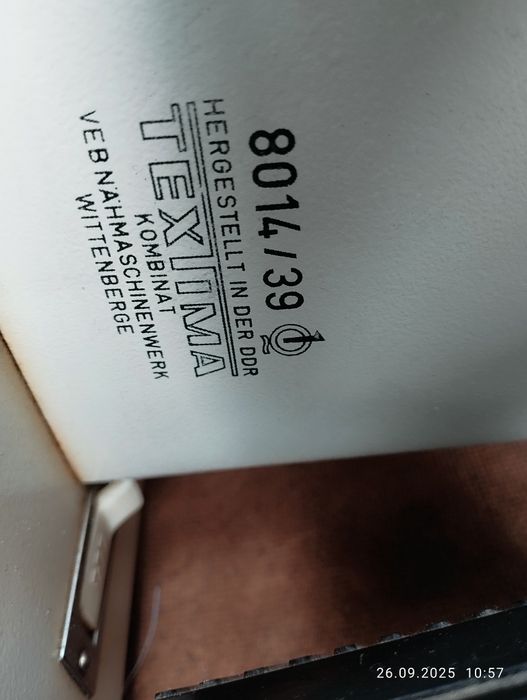 8014/39
HERGESTELLT IN DER DDR
TEXTIMA
KOMBINAT
VEB NÄHMASCHINENWERK
WITTENBERGE
26.09.2025 10:57